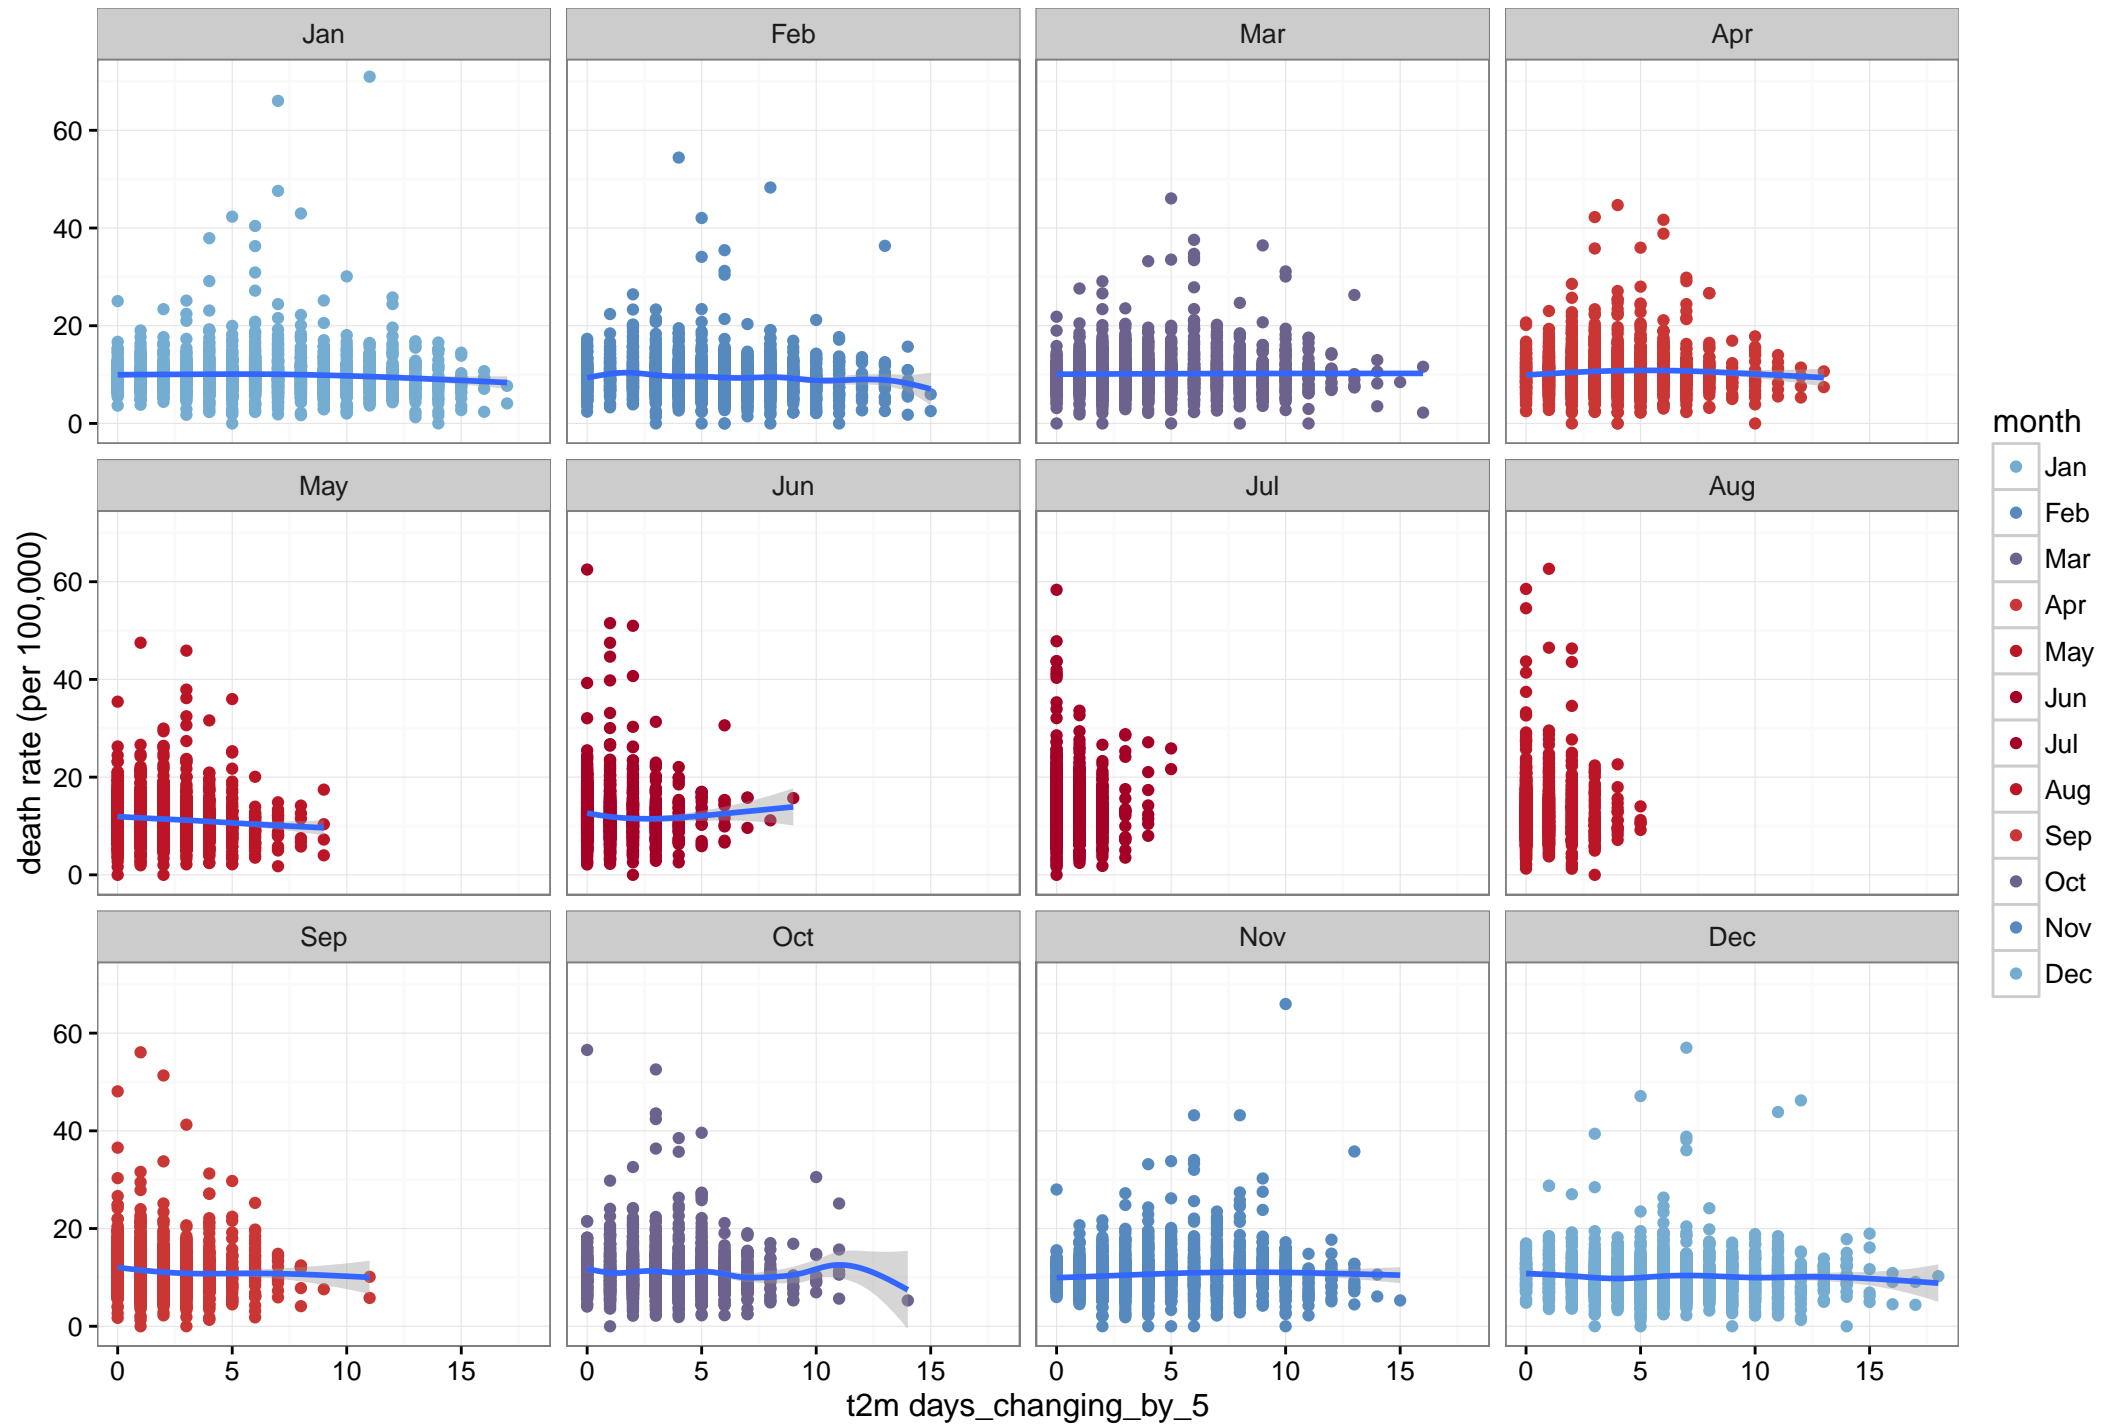 Jan Feb Mar Apr
60
40
20
0
May Jun Jul Aug
60
40
20
0
Sep Oct Nov Dec
60
40
20
0
0 5 10 15 0 5 10 15 0 5 10 15 0 5 10 15
t2m days_changing_by_5
death rate (per 100,000)
month
Jan
Feb
Mar
Apr
May
Jun
Jul
Aug
Sep
Oct
Nov
Dec